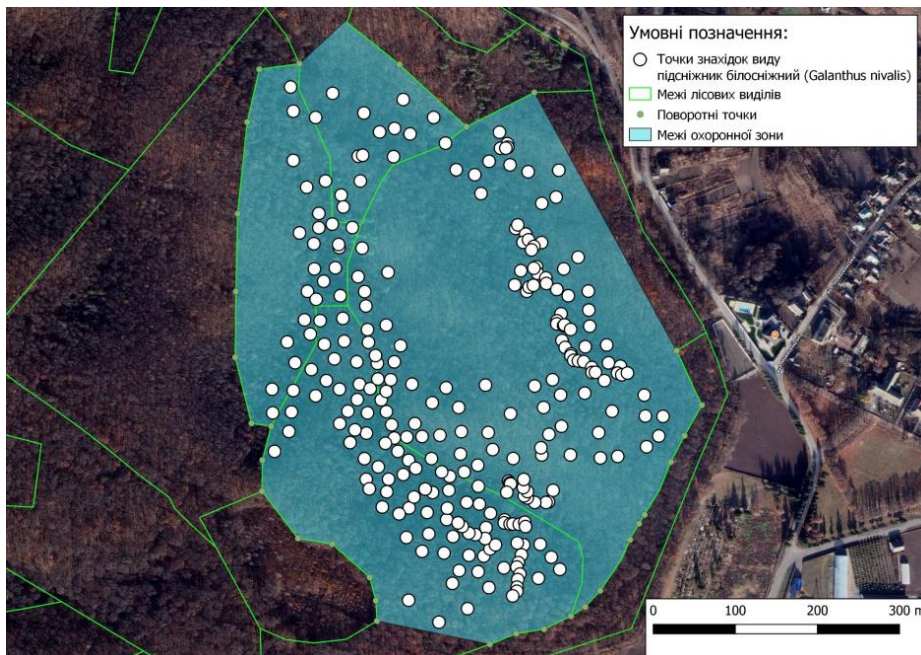 Умовні позначення:
Точки знахідок виду
підсніжник білосніжний (Galanthus nivalis)
Межі лісових виділів
Поворотні точки
Межі охоронної зони
0 100 200 300 m